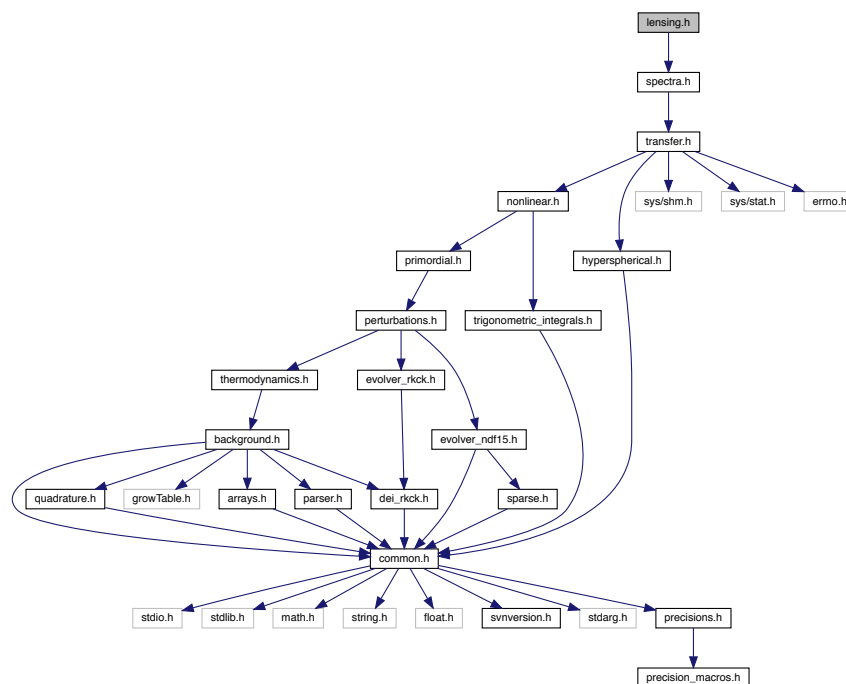 lensing.h
spectra.h
transfer.h
nonlinear.h
sys/shm.h
sys/stat.h
errno.h
primordial.h
hyperspherical.h
perturbations.h
trigonometric_integrals.h
thermodynamics.h
evolver_rkck.h
background.h
evolver_ndf15.h
quadrature.h
growTable.h
arrays.h
parser.h
dei_rkck.h
sparse.h
common.h
stdio.h
stdlib.h
math.h
string.h
float.h
svnversion.h
stdarg.h
precisions.h
precision_macros.h